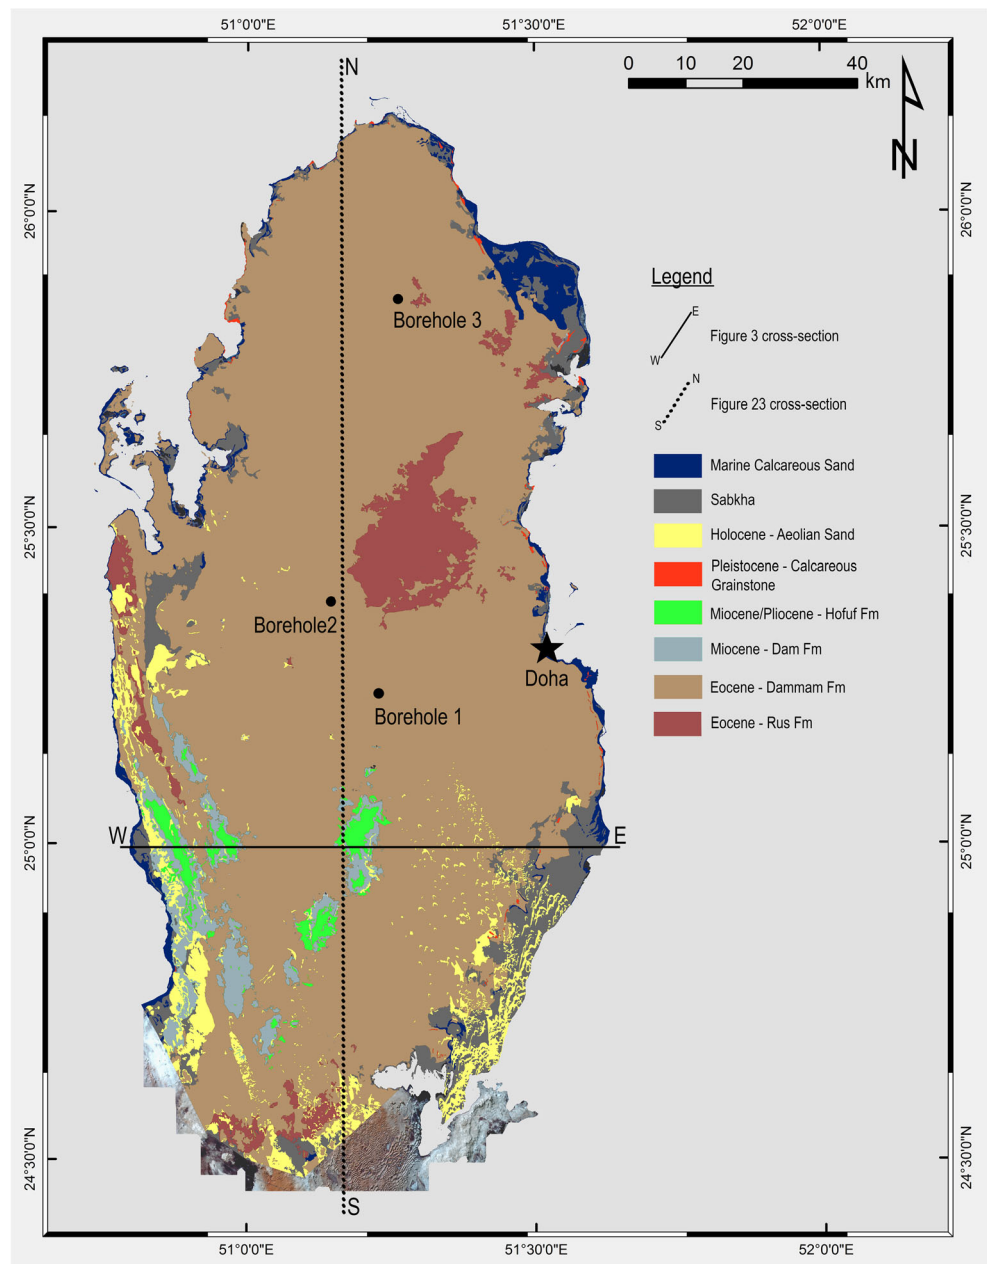 51°0'0"E 51°30'0"E 52°0'0"E
N
0 10 20 40
km
N
26°0'0"N 26°0'0"N
Legend
E
W
Figure 3 cross-section
N
S
Figure 23 cross-section
Borehole 3
Marine Calcareous Sand
Sabkha
25°30'0"N 25°30'0"N
Holocene - Aeolian Sand
Pleistocene - Calcareous
Grainstone
Miocene/Pliocene - Hofuf Fm
Miocene - Dam Fm
Eocene - Dammam Fm
Eocene - Rus Fm
Borehole2
Doha
Borehole 1
W E
25°0'0"N 25°0'0"N
24°30'0"N 24°30'0"N
S
51°0'0"E 51°30'0"E 52°0'0"E